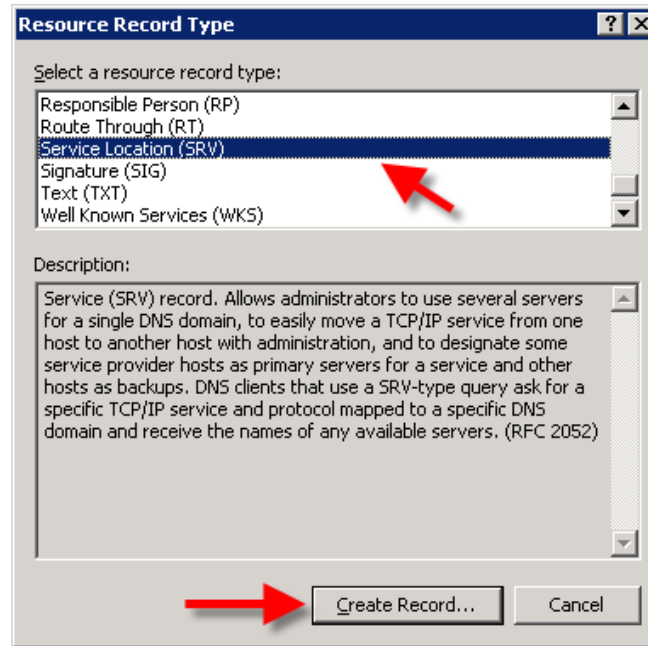 Resource Record Type
Select a resource record type:
Responsible Person (RP)
Route Through (RT)
Service Location (SRV)
Signature (SIG)
Text (TXT)
Well Known Services (WKS)
Description:
Service (SRV) record. Allows administrators to use several servers
for a single DNS domain, to easily move a TCP/IP service from one
host to another host with administration, and to designate some
service provider hosts as primary servers for a service and other
hosts as backups. DNS clients that use a SRV-type query ask for a
specific TCP/IP service and protocol mapped to a specific DNS
domain and receive the names of any available servers. (RFC 2052)
Create Record... Cancel